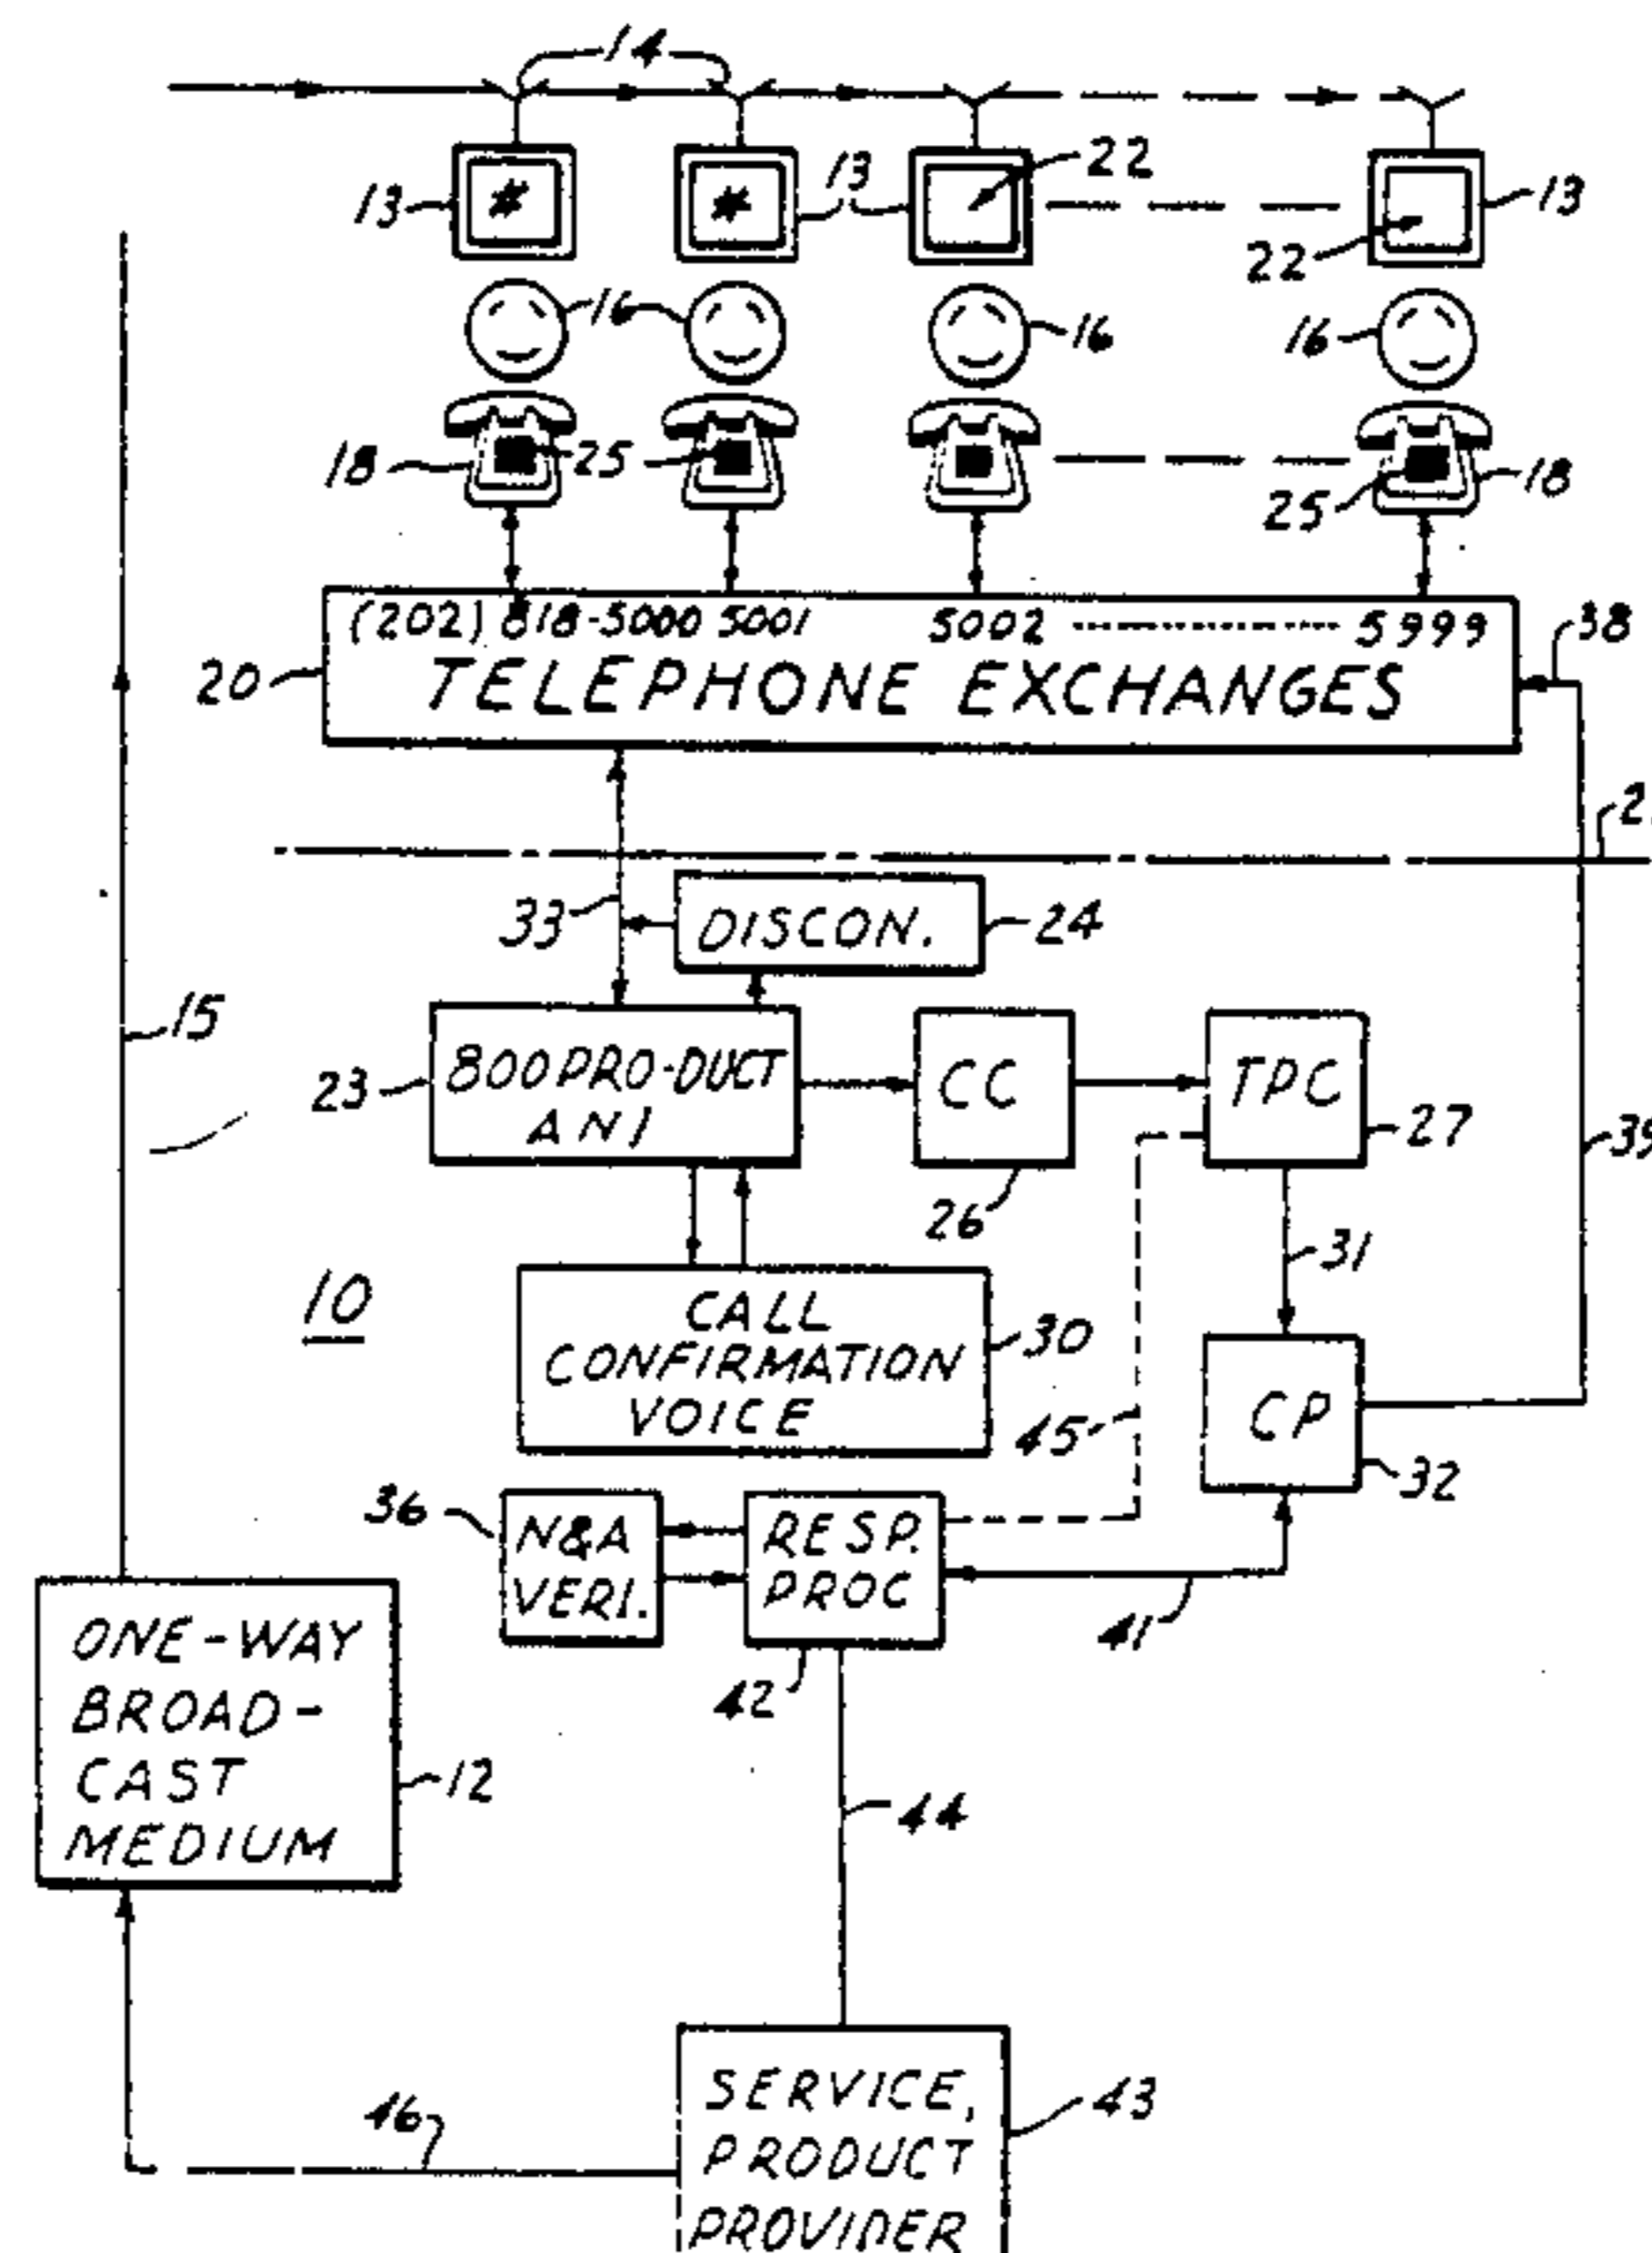 14
13 # # 13 22 13
22
16 16 16
18 25 25 18
(202) 818-5000 5001 5002 5999
38
20 TELEPHONE EXCHANGES
33 DISCON. 24
15
23 800 PRO-DUCT
ANI
CC
26
TPC
27
39
31
10
CALL
CONFIRMATION
VOICE
30
45
CP
32
36 N&A
VERI.
RESP.
PROC
42
41
ONE-WAY
BROAD-
CAST
MEDIUM
12
44
46
SERVICE,
PRODUCT
PROVIDER
43